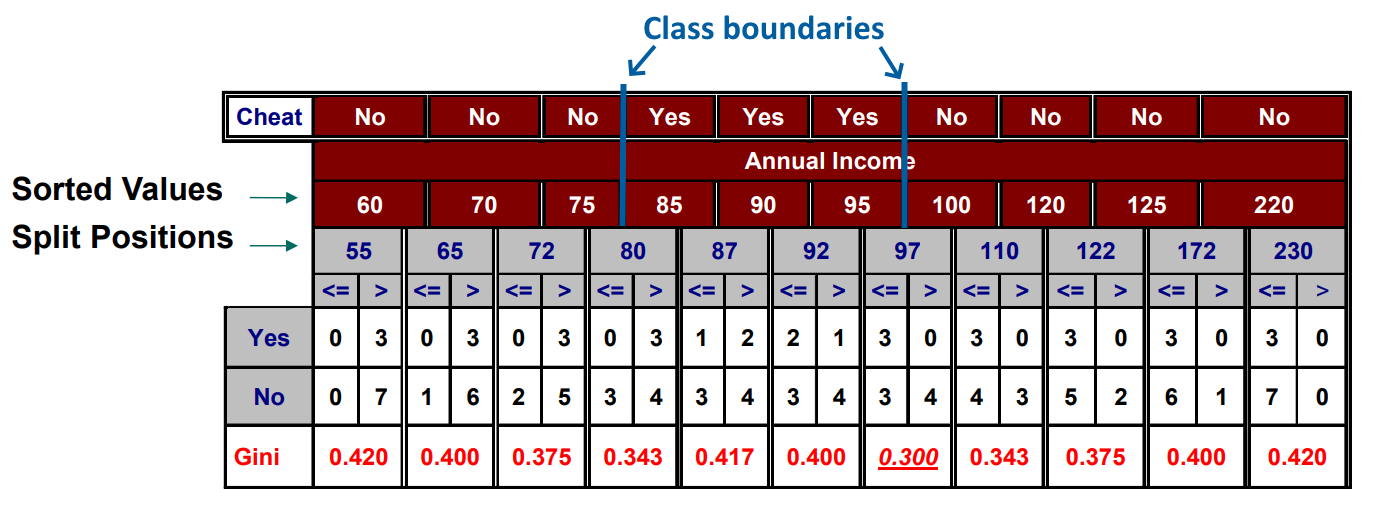 Class boundaries
Cheat No No No Yes Yes Yes No No No No
Annual Income
Sorted Values 60 70 75 85 90 95 100 120 125 220
Split Positions 55 65 72 80 87 92 97 110 122 172 230
<= > <= > <= > <= > <= > <= > <= > <= > <= > <= > <= >
Yes 0 3 0 3 0 3 0 3 1 2 2 1 3 0 3 0 3 0 3 0 3 0
No 0 7 1 6 2 5 3 4 3 4 3 4 3 4 4 3 5 2 6 1 7 0
Gini 0.420 0.400 0.375 0.343 0.417 0.400 0.300 0.343 0.375 0.400 0.420